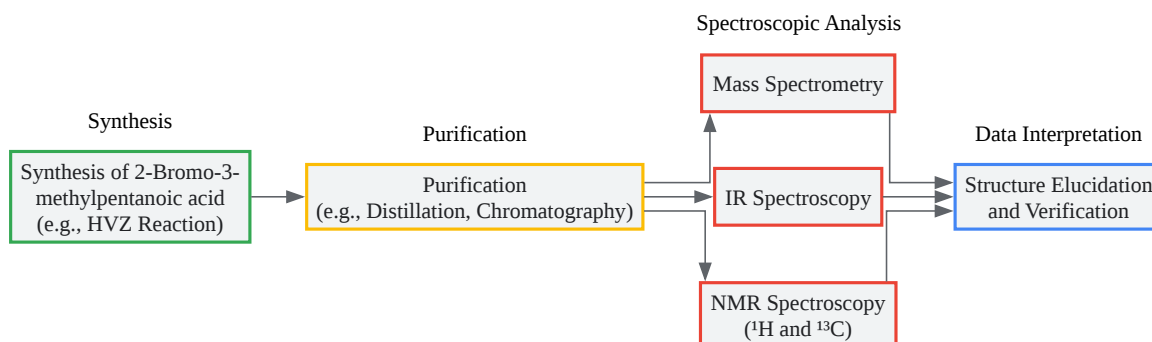 Synthesis
Synthesis of 2-Bromo-3-
methylpentanoic acid
(e.g., HVZ Reaction)
Purification
Purification
(e.g., Distillation, Chromatography)
Spectroscopic Analysis
Mass Spectrometry
IR Spectroscopy
NMR Spectroscopy
(¹H and ¹³C)
Data Interpretation
Structure Elucidation
and Verification